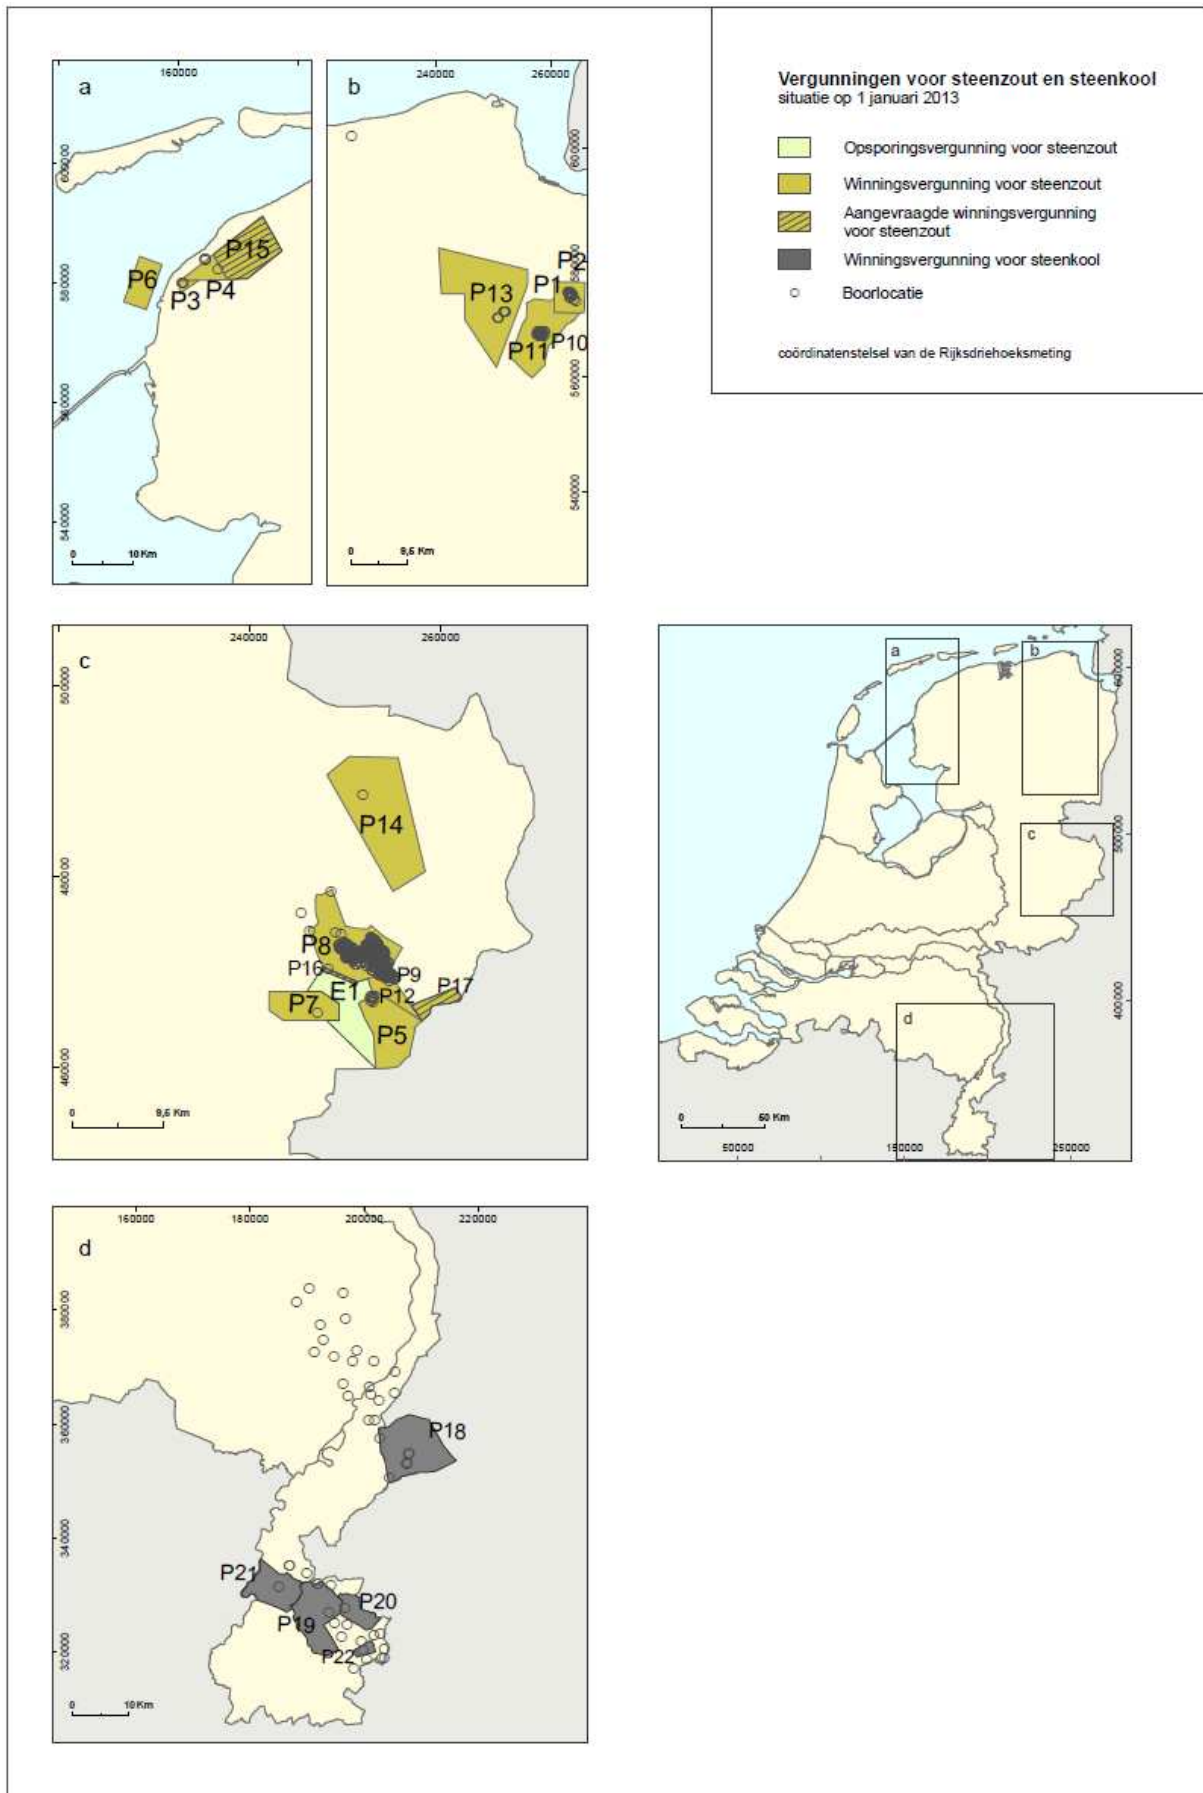 Vergunningen voor steenzout en steenkool
situatie op 1 januari 2013
Opsporingsvergunning voor steenzout
Winningsvergunning voor steenzout
Aangevraagde winningsvergunning
voor steenzout
Winningsvergunning voor steenkool
Boorlocatie
coördinatenstelsel van de Rijksdriehoeksmeting
a
160000
600000
580000
560000
540000
P15
P6
P3
P4
0 10 Km
b
240000 260000
600000
580000
560000
540000
P2
P1
P13
P11
P10
0 9,5 Km
c
240000 260000
500000
480000
460000
P14
P8
P16
P9
E1
P12
P17
P7
P5
0 9,5 Km
a
b
c
d
600000
500000
400000
0 50 Km
50000 150000 250000
d
160000 180000 200000 220000
380000
360000
340000
320000
P18
P21
P20
P19
P22
0 10 Km